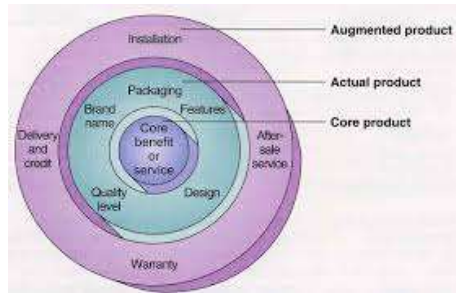 Installation
Augmented product
Packaging
Actual product
Brand
name
Features
Core product
Core
benefit
or
service
Delivery
and
credit
After-
sale
service
Quality
level
Design
Warranty